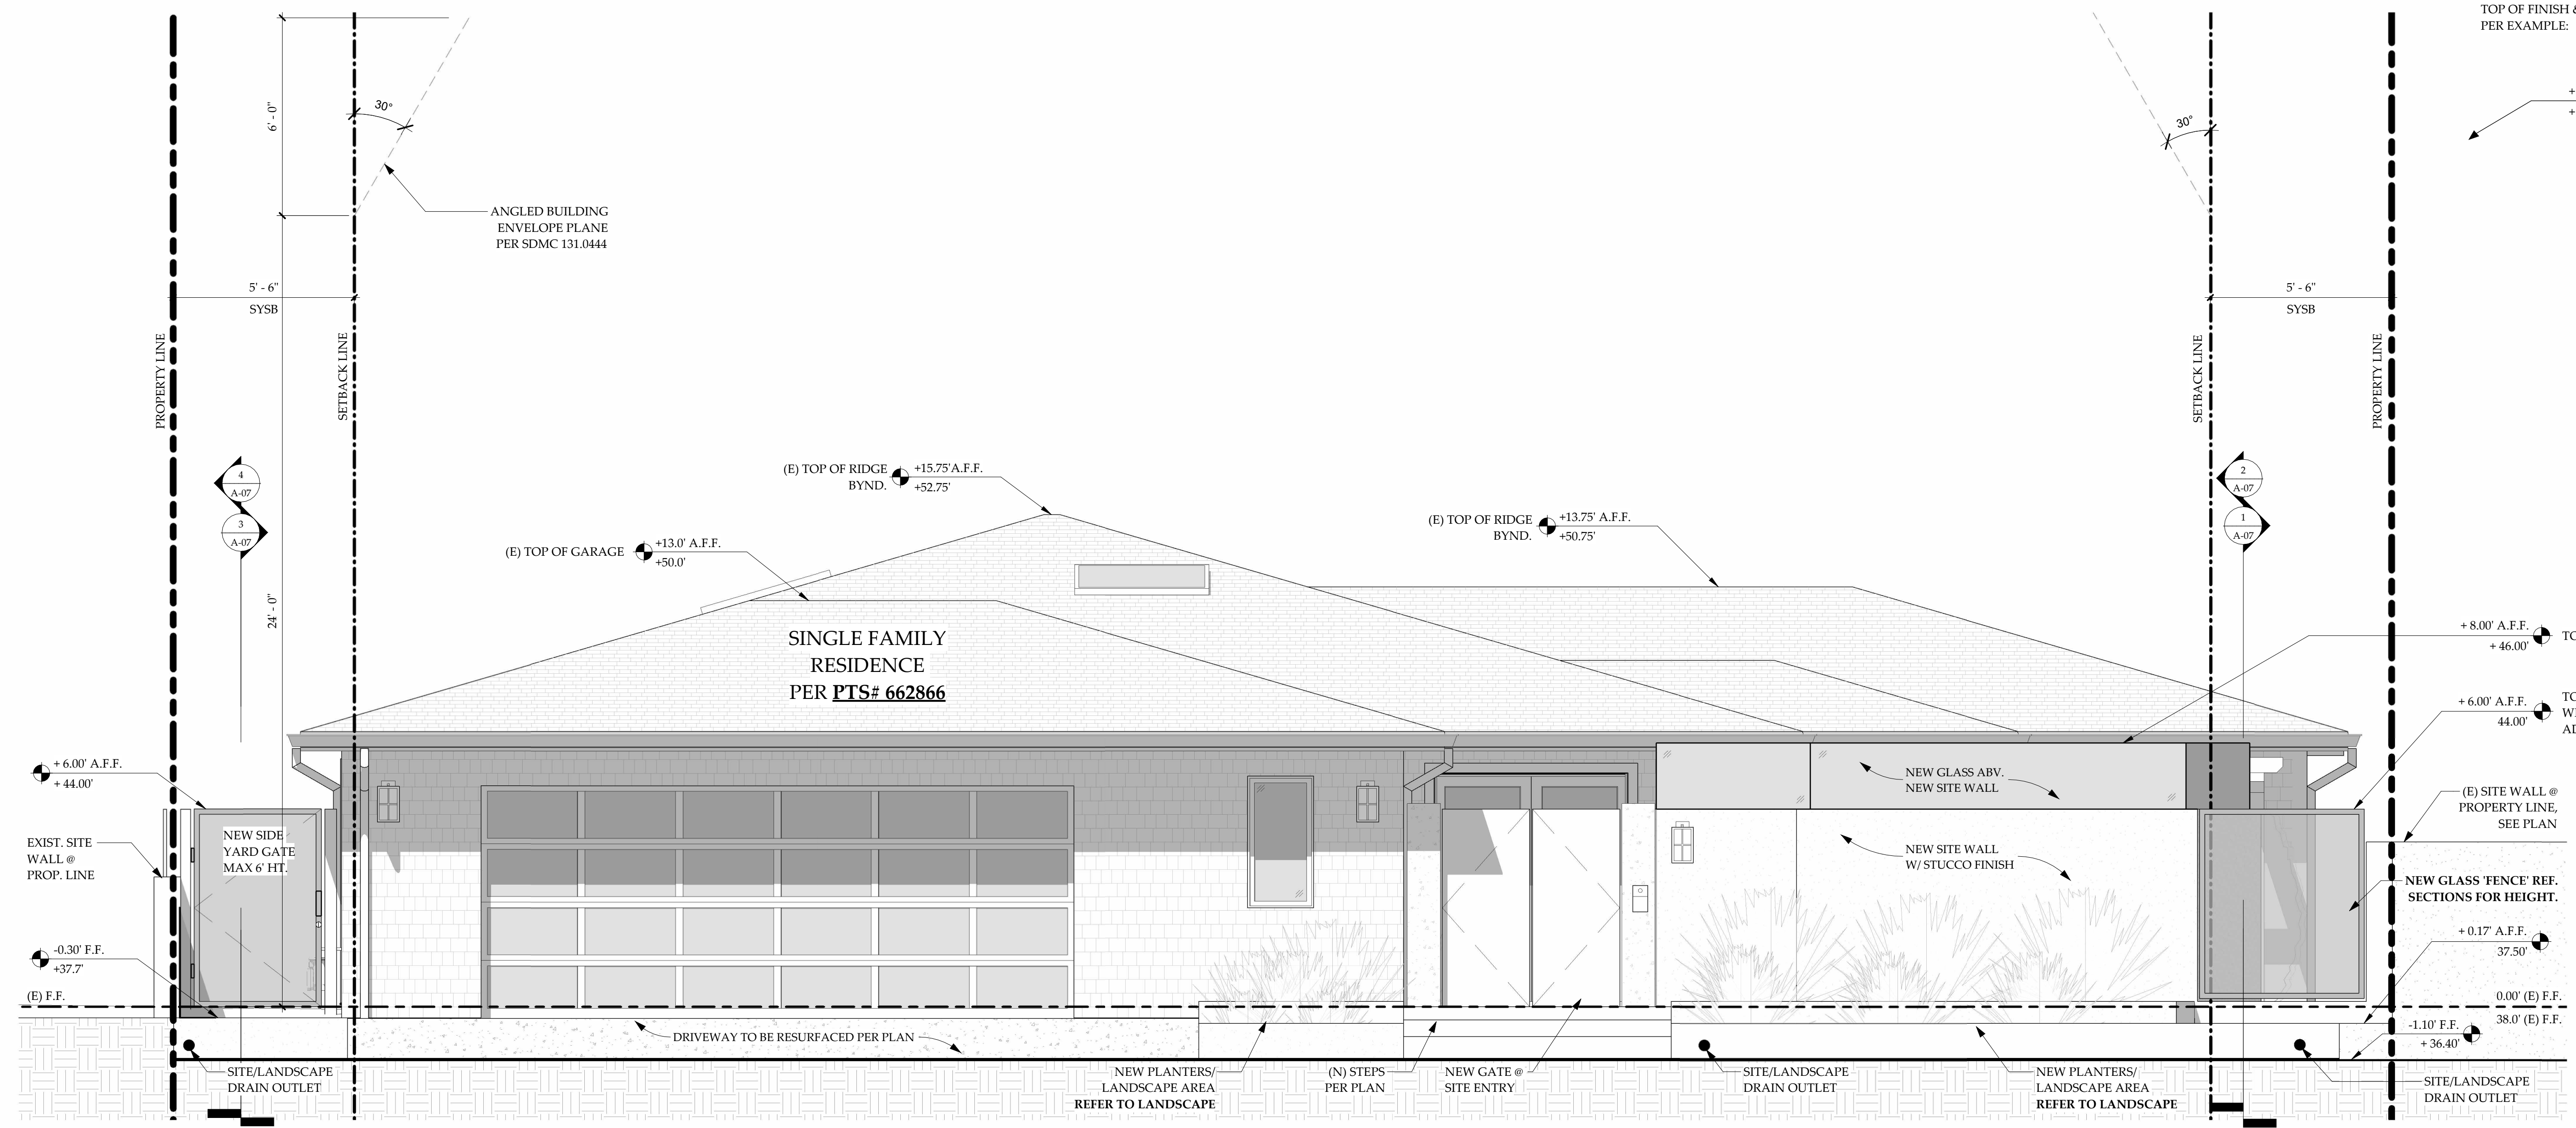 TOP OF FINISH &
PER EXAMPLE:
+
+
6' - 0"
30°
30°
ANGLED BUILDING
ENVELOPE PLANE
PER SDMC 131.0444
5' - 6"
SYSB
5' - 6"
SYSB
PROPERTY LINE
SETBACK LINE
SETBACK LINE
PROPERTY LINE
4
A-07
3
A-07
2
A-07
1
A-07
(E) TOP OF RIDGE
BYND.
+15.75'A.F.F.
+52.75'
(E) TOP OF RIDGE
BYND.
+13.75' A.F.F.
+50.75'
(E) TOP OF GARAGE
+13.0' A.F.F.
+50.0'
24' - 0"
SINGLE FAMILY
RESIDENCE
PER PTS# 662866
+ 8.00' A.F.F.
+ 46.00'
+ 6.00' A.F.F.
44.00'
+ 6.00' A.F.F.
+ 44.00'
NEW GLASS ABV.
NEW SITE WALL
(E) SITE WALL @
PROPERTY LINE,
SEE PLAN
EXIST. SITE
WALL @
PROP. LINE
NEW SIDE
YARD GATE
MAX 6' HT.
NEW SITE WALL
W/ STUCCO FINISH
NEW GLASS 'FENCE' REF.
SECTIONS FOR HEIGHT.
+ 0.17' A.F.F.
37.50'
-0.30' F.F.
+37.7'
(E) F.F.
0.00' (E) F.F.
38.0' (E) F.F.
-1.10' F.F.
+ 36.40'
DRIVEWAY TO BE RESURFACED PER PLAN
SITE/LANDSCAPE
DRAIN OUTLET
NEW PLANTERS/
LANDSCAPE AREA
REFER TO LANDSCAPE
(N) STEPS
PER PLAN
NEW GATE @
SITE ENTRY
SITE/LANDSCAPE
DRAIN OUTLET
NEW PLANTERS/
LANDSCAPE AREA
REFER TO LANDSCAPE
SITE/LANDSCAPE
DRAIN OUTLET